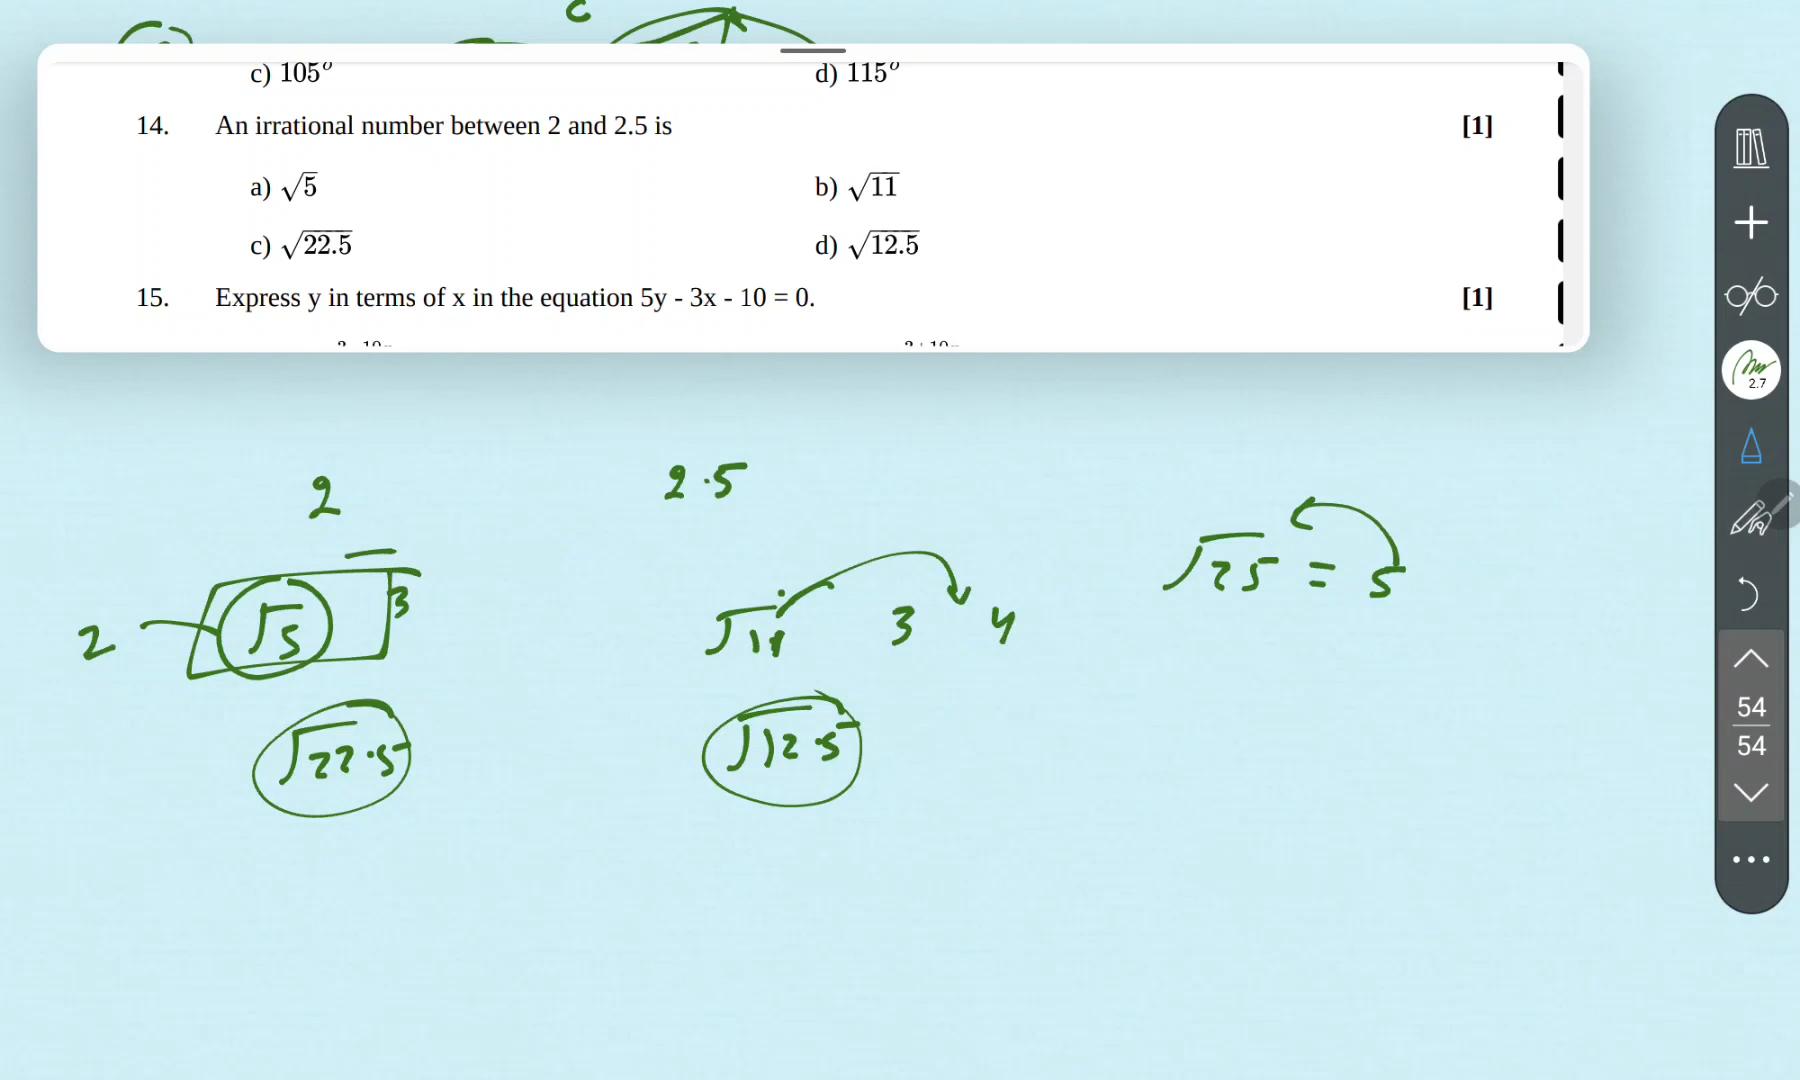 c
c) 105° d) 115°
14. An irrational number between 2 and 2.5 is [1]
a) √5 b) √11
c) √22.5 d) √12.5
15. Express y in terms of x in the equation 5y - 3x - 10 = 0. [1]
2.7
2 2.5
√25 = 5
2 √5 3 √11 3 4
√22.5 √12.5
54
54